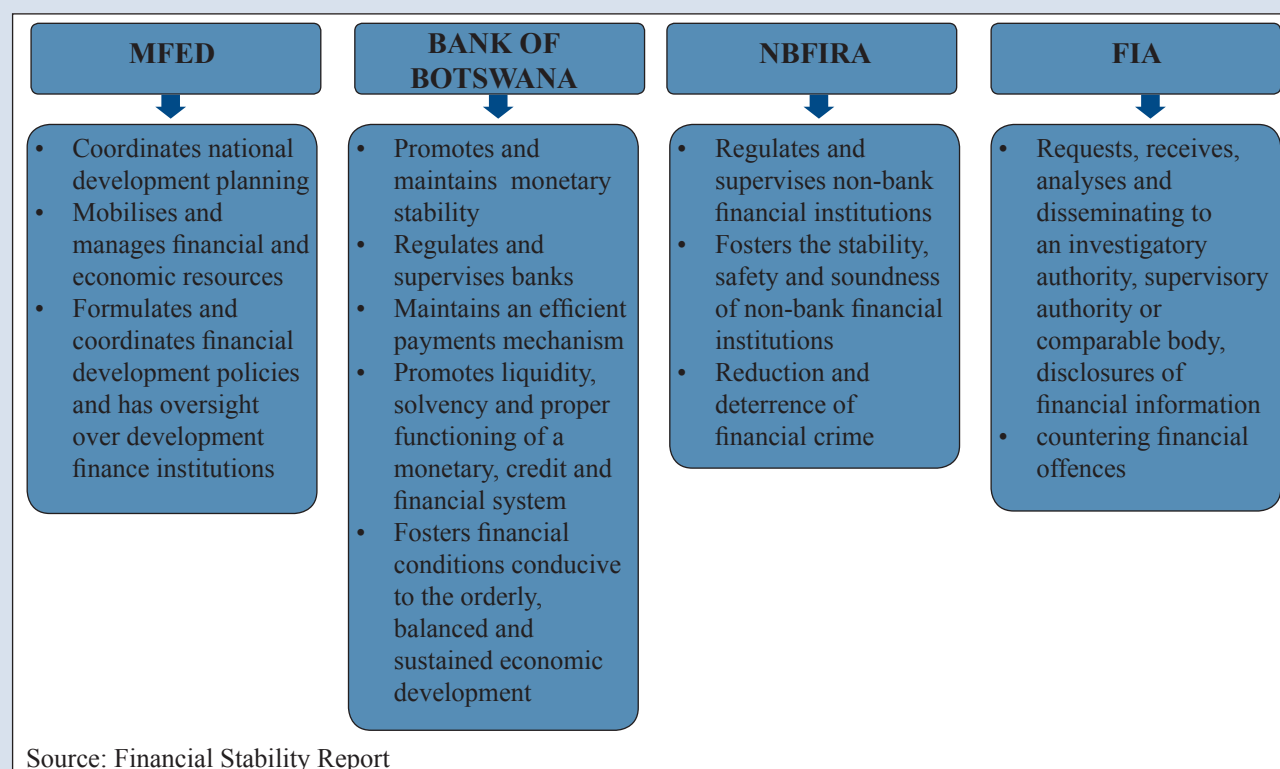 MFED
• Coordinates national
development planning
• Mobilises and
manages financial and
economic resources
• Formulates and
coordinates financial
development policies
and has oversight
over development
finance institutions
BANK OF
BOTSWANA
• Promotes and
maintains monetary
stability
• Regulates and
supervises banks
• Maintains an efficient
payments mechanism
• Promotes liquidity,
solvency and proper
functioning of a
monetary, credit and
financial system
• Fosters financial
conditions conducive
to the orderly,
balanced and
sustained economic
development
NBFIRA
• Regulates and
supervises non-bank
financial institutions
• Fosters the stability,
safety and soundness
of non-bank financial
institutions
• Reduction and
deterrence of
financial crime
FIA
• Requests, receives,
analyses and
disseminating to
an investigatory
authority, supervisory
authority or
comparable body,
disclosures of
financial information
• countering financial
offences
Source: Financial Stability Report